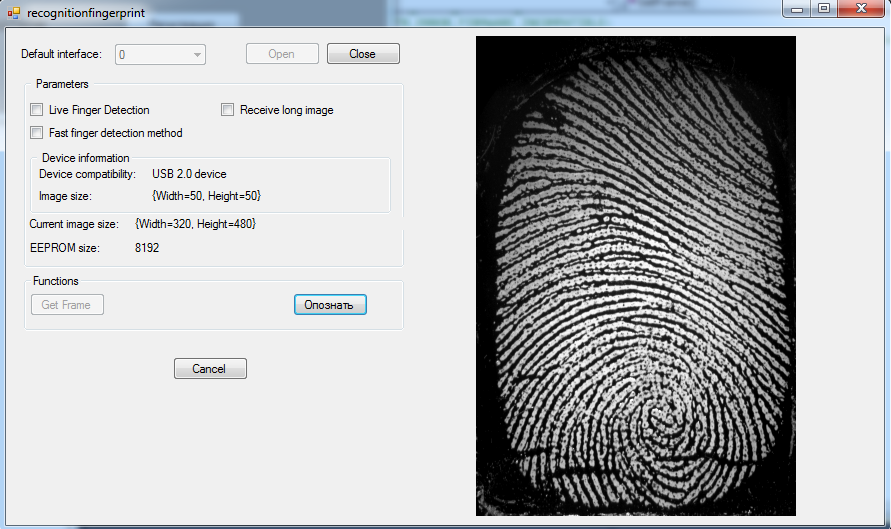 recognitionfingerprint
Default interface: 0 Open Close
Parameters
Live Finger Detection Receive long image
Fast finger detection method
Device information
Device compatibility: USB 2.0 device
Image size: {Width=50, Height=50}
Current image size: {Width=320, Height=480}
EEPROM size: 8192
Functions
Get Frame Опознать
Cancel